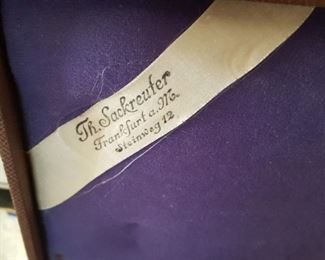 Th. Sackreuter
Frankfurt a. M.
Steinweg 12